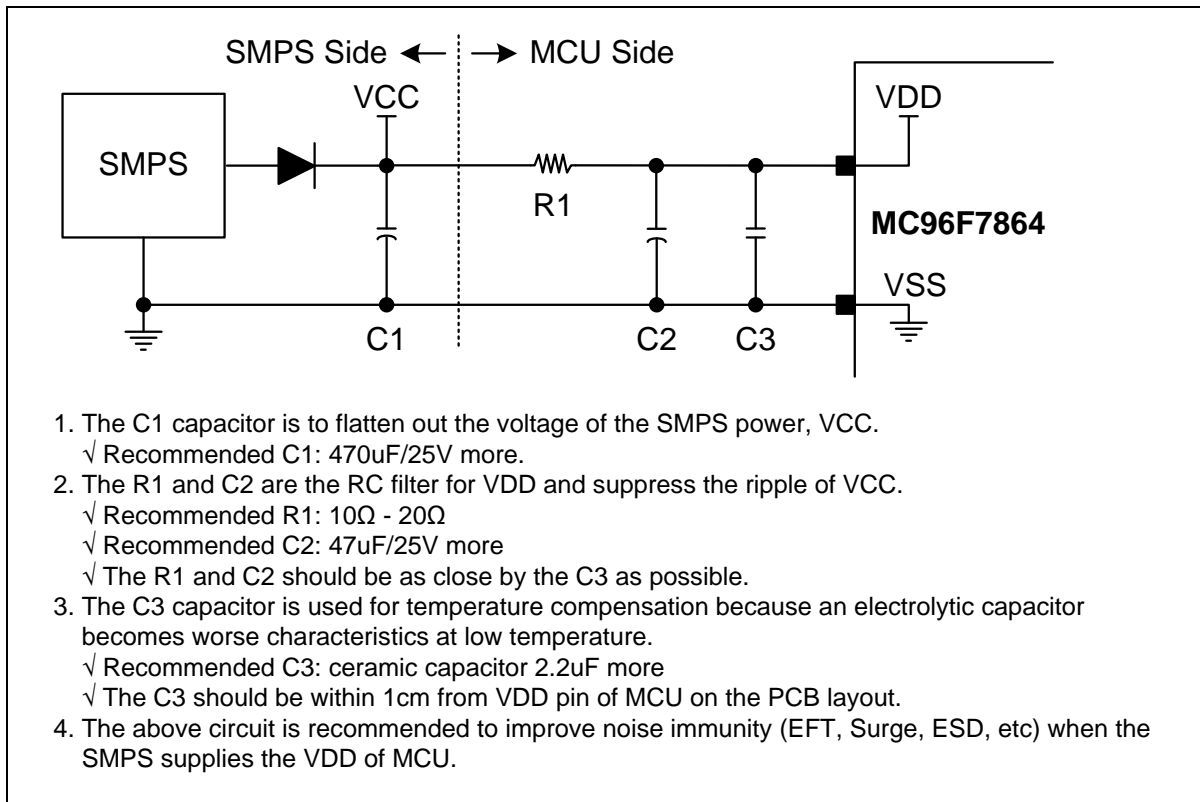 SMPS Side
MCU Side
VCC
VDD
SMPS
R1
MC96F7864
VSS
C1
C2
C3
1. The C1 capacitor is to flatten out the voltage of the SMPS power, VCC.
√ Recommended C1: 470uF/25V more.
2. The R1 and C2 are the RC filter for VDD and suppress the ripple of VCC.
√ Recommended R1: 10Ω - 20Ω
√ Recommended C2: 47uF/25V more
√ The R1 and C2 should be as close by the C3 as possible.
3. The C3 capacitor is used for temperature compensation because an electrolytic capacitor
becomes worse characteristics at low temperature.
√ Recommended C3: ceramic capacitor 2.2uF more
√ The C3 should be within 1cm from VDD pin of MCU on the PCB layout.
4. The above circuit is recommended to improve noise immunity (EFT, Surge, ESD, etc) when the
SMPS supplies the VDD of MCU.